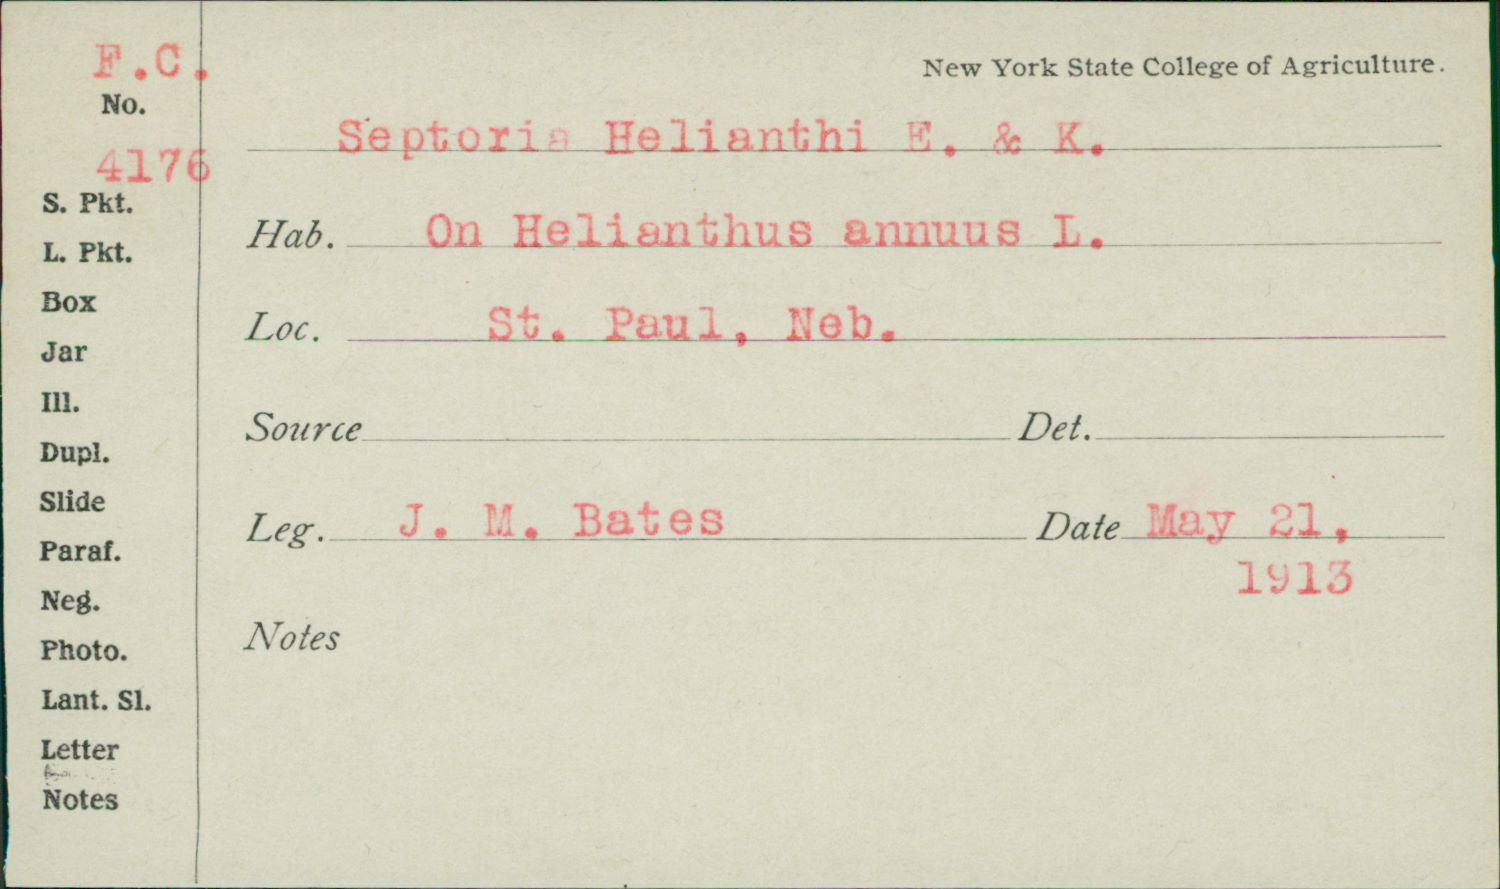 F.C.
New York State College of Agriculture.
No.
Septoria Helianthi E. & K.
4176
S. Pkt.
Hab. On Helianthus annuus L.
L. Pkt.
Box
Loc. St. Paul, Neb.
Jar
Ill.
Source Det.
Dupl.
Slide
Leg. J. M. Bates Date May 21,
1913
Paraf.
Neg.
Notes
Photo.
Lant. Sl.
Letter
Notes